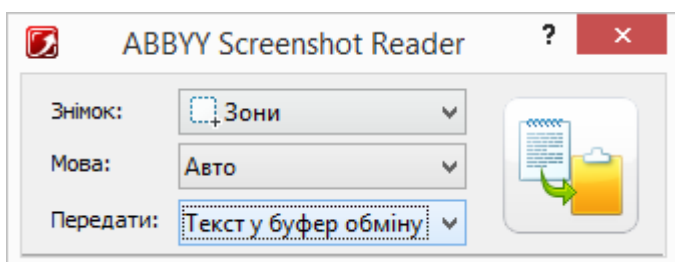 ABBYY Screenshot Reader ? ×
Знімок: Зони
Мова: Авто
Передати: Текст у буфер обміну